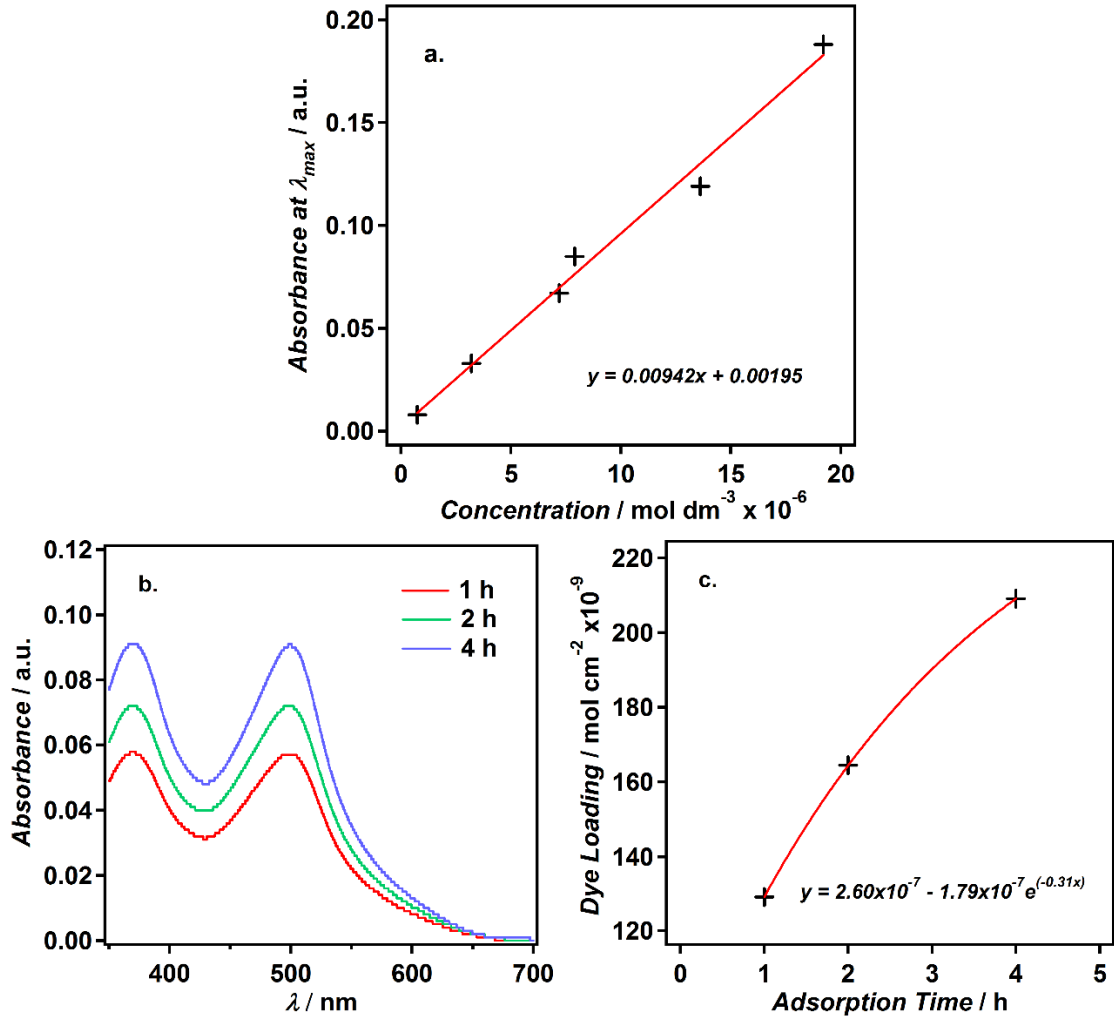 a.
0.20
0.15
0.10
0.05
0.00
Absorbance at λmax / a.u.
y = 0.00942x + 0.00195
0 5 10 15 20
Concentration / mol dm⁻³ x 10⁻⁶
b.
0.12
0.10
0.08
0.06
0.04
0.02
0.00
Absorbance / a.u.
1 h
2 h
4 h
400 500 600 700
λ / nm
c.
220
200
180
160
140
120
Dye Loading / mol cm⁻² x10⁻⁹
y = 2.60x10⁻⁷ - 1.79x10⁻⁷e⁽⁻⁰·³¹ˣ⁾
0 1 2 3 4 5
Adsorption Time / h